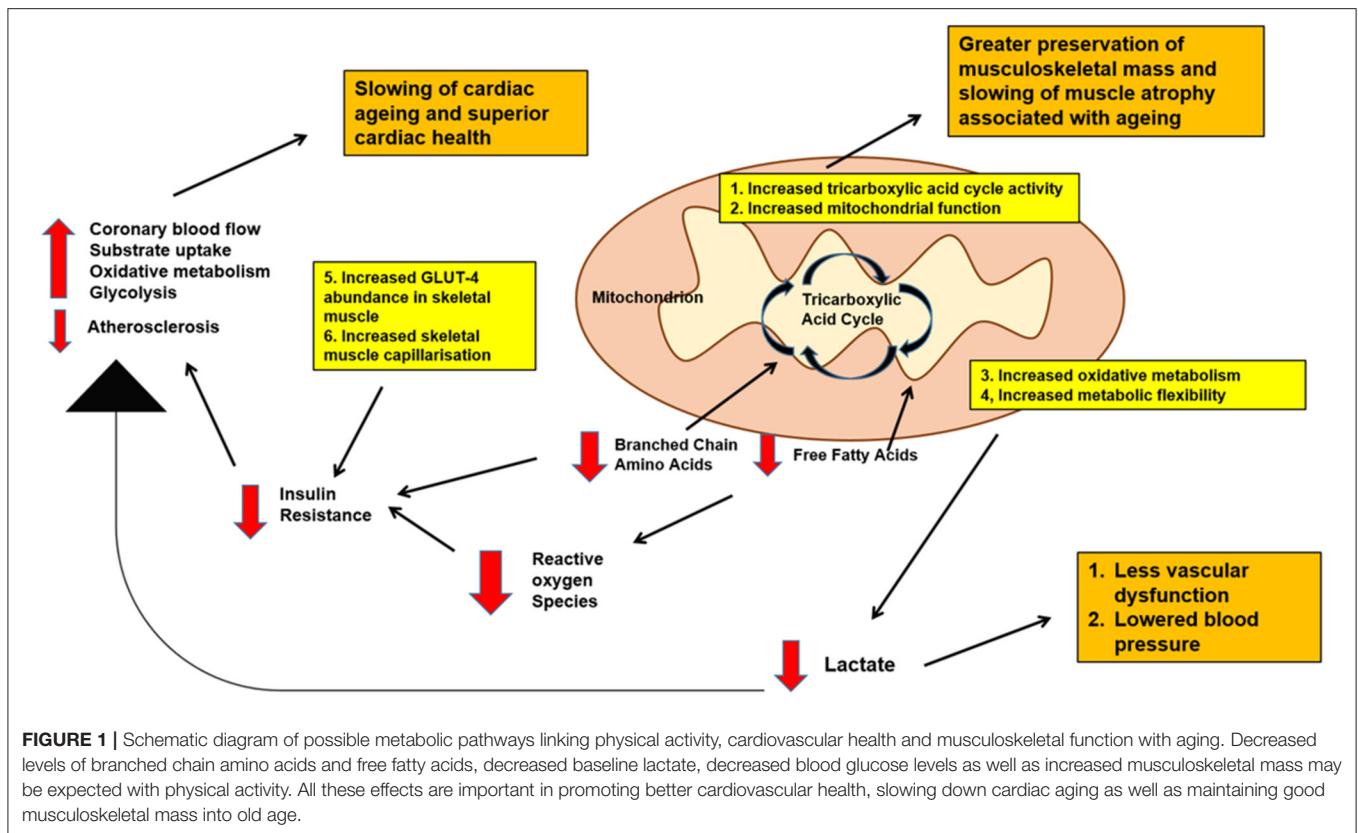 Slowing of cardiac
ageing and superior
cardiac health
Greater preservation of
musculoskeletal mass and
slowing of muscle atrophy
associated with ageing
1. Increased tricarboxylic acid cycle activity
2. Increased mitochondrial function
Coronary blood flow
Substrate uptake
Oxidative metabolism
Glycolysis
Atherosclerosis
5. Increased GLUT-4
abundance in skeletal
muscle
6. Increased skeletal
muscle capillarisation
Mitochondrion
Tricarboxylic
Acid Cycle
3. Increased oxidative metabolism
4, Increased metabolic flexibility
Branched Chain
Amino Acids
Free Fatty Acids
Insulin
Resistance
Reactive
oxygen
Species
1. Less vascular
dysfunction
2. Lowered blood
pressure
Lactate
FIGURE 1 | Schematic diagram of possible metabolic pathways linking physical activity, cardiovascular health and musculoskeletal function with aging. Decreased
levels of branched chain amino acids and free fatty acids, decreased baseline lactate, decreased blood glucose levels as well as increased musculoskeletal mass may
be expected with physical activity. All these effects are important in promoting better cardiovascular health, slowing down cardiac aging as well as maintaining good
musculoskeletal mass into old age.